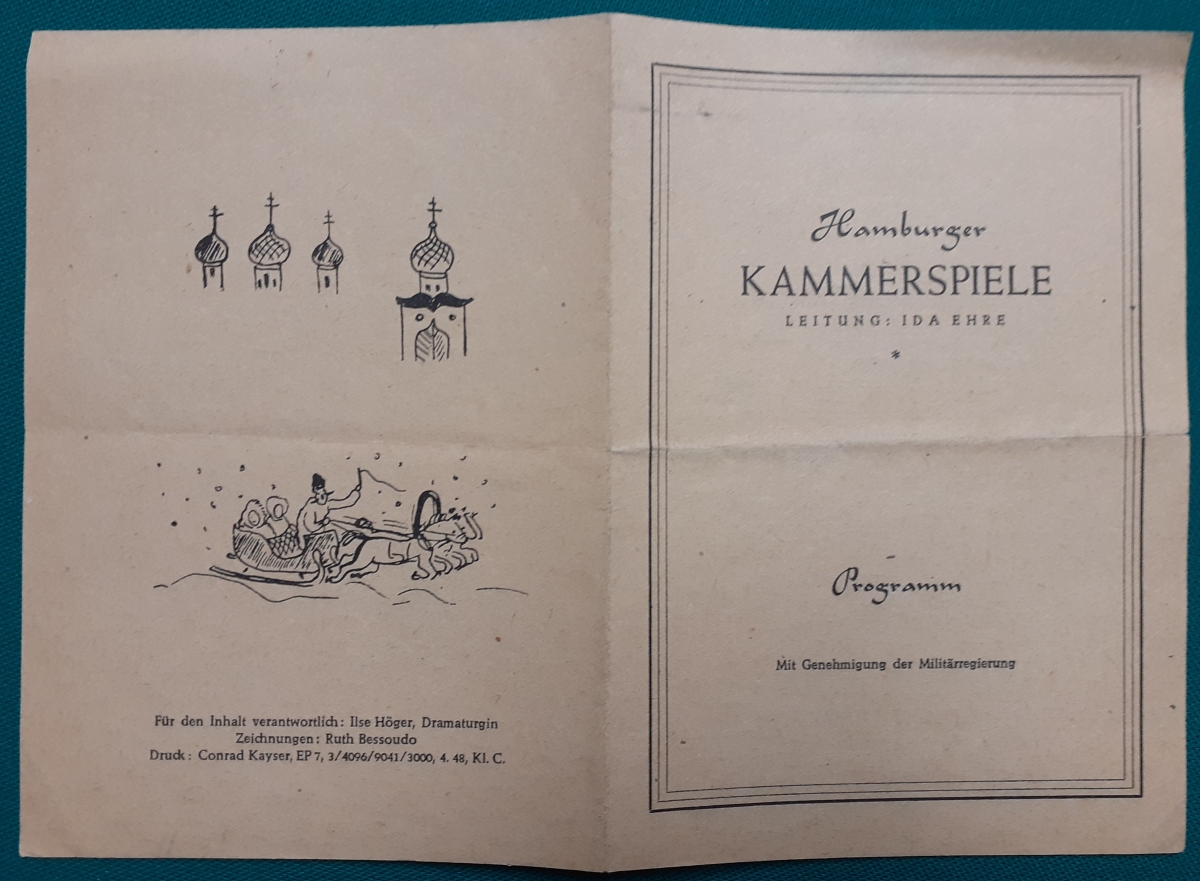 Für den Inhalt verantwortlich: Ilse Höger, Dramaturgin
Zeichnungen: Ruth Bessoudo
Druck: Conrad Kayser, EP 7, 3/4096/9041/3000, 4. 48, Kl. C.
Hamburger
KAMMERSPIELE
LEITUNG: IDA EHRE
*
Programm
Mit Genehmigung der Militärregierung